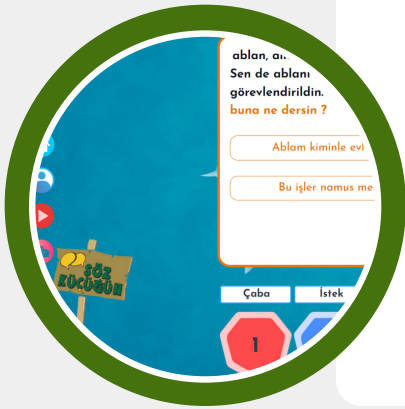 ablan,
Sen de ablanı
görevlendirildin.
buna ne dersin ?
Ablam kiminle evl
Bu işler namus me
SÖZ
KÜÇÜĞÜN
Çaba
İstek
1